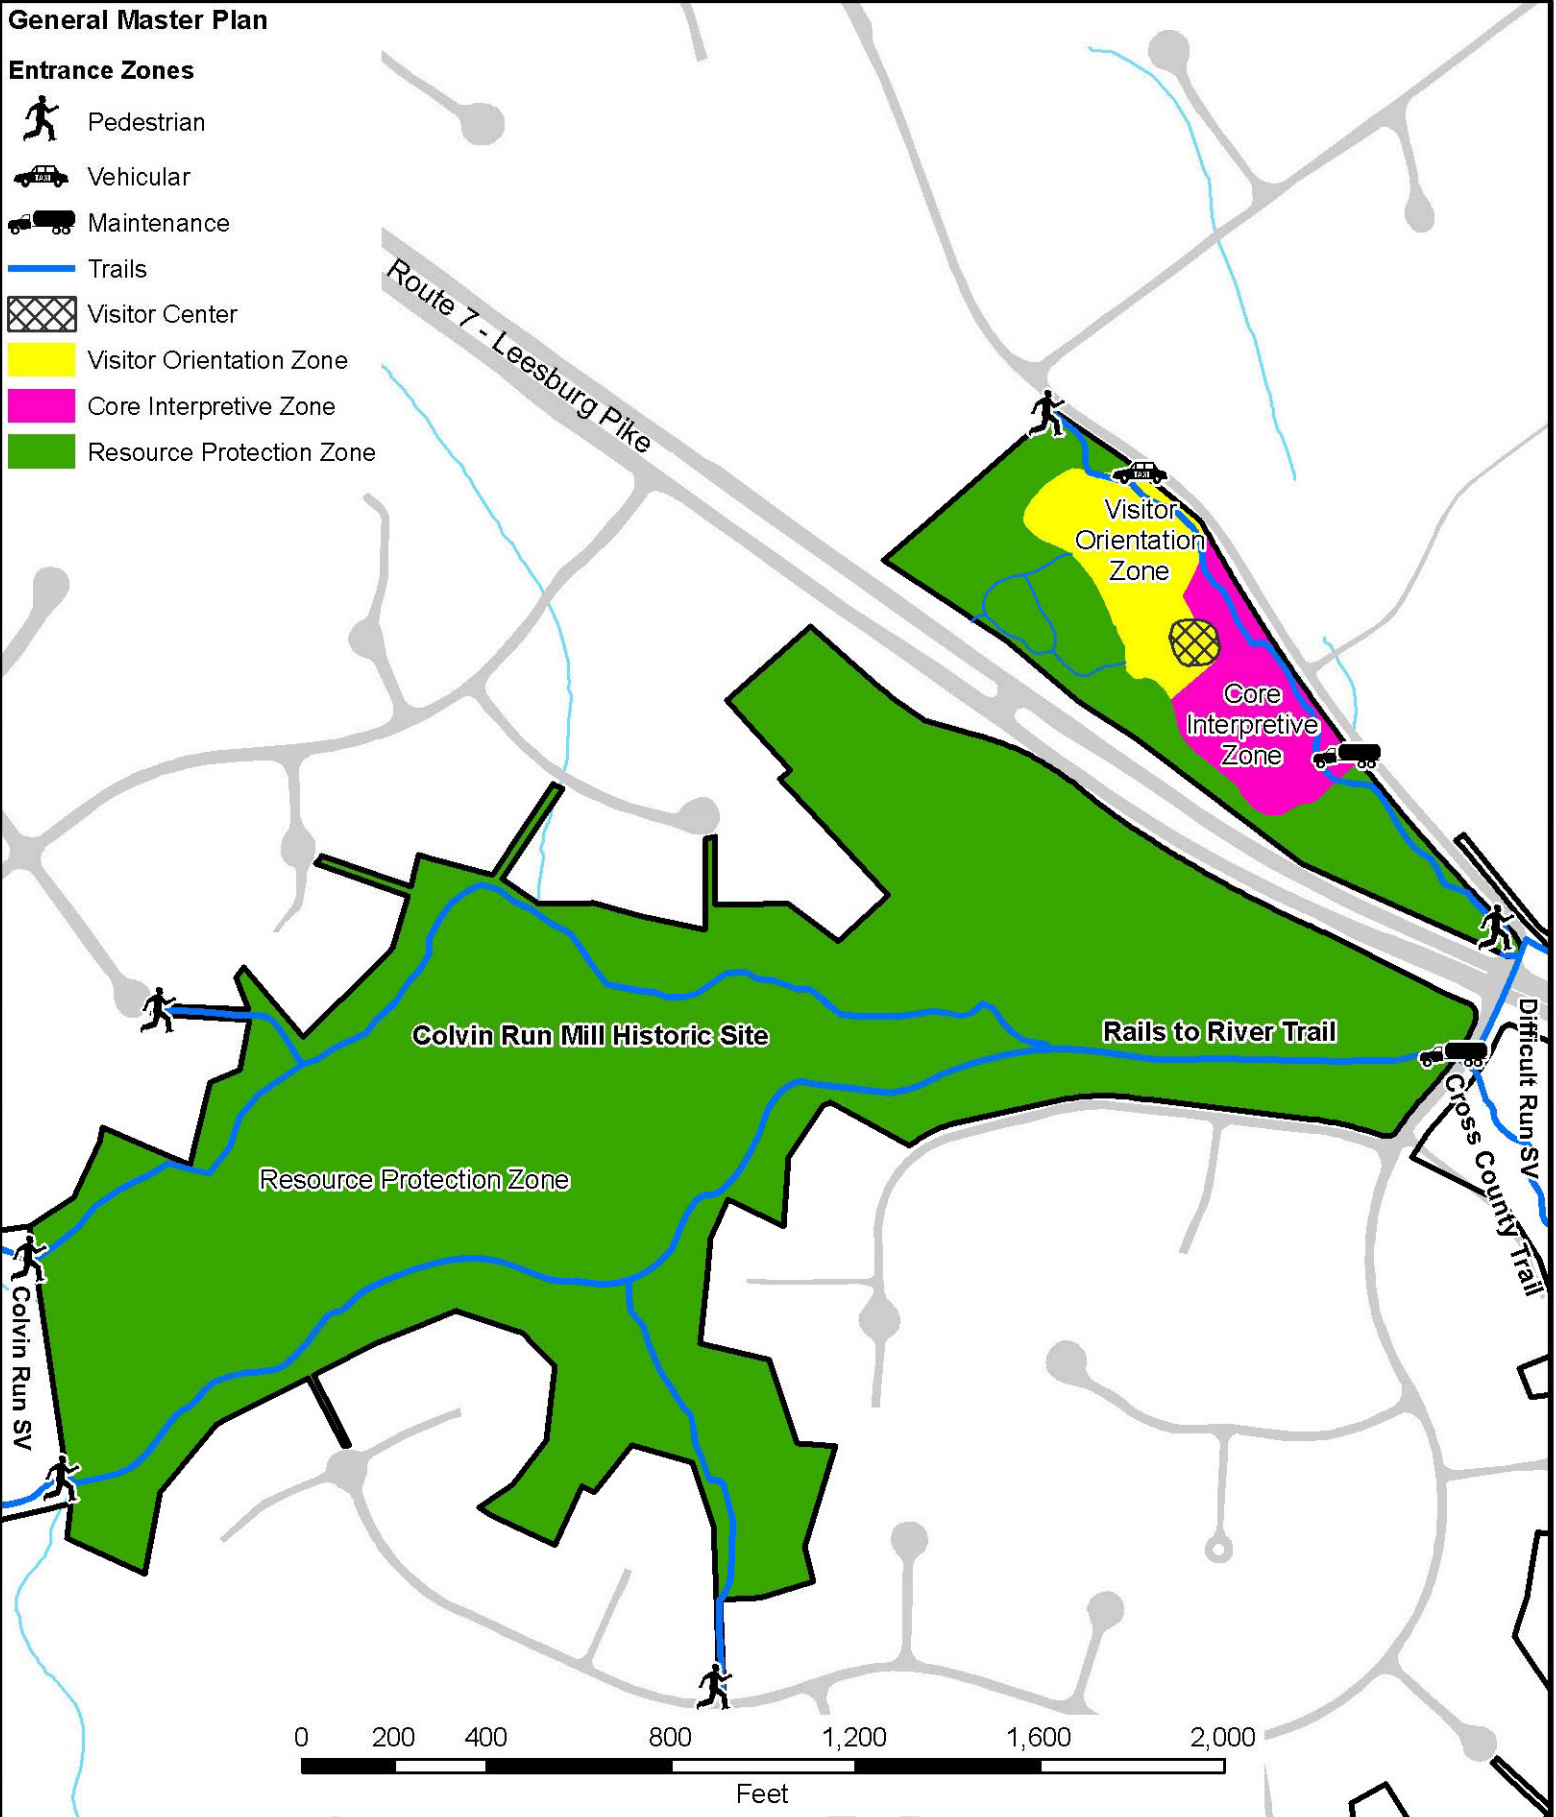 General Master Plan
Entrance Zones
Pedestrian
TAXI
Vehicular
Maintenance
Trails
Visitor Center
Visitor Orientation Zone
Core Interpretive Zone
Resource Protection Zone
Route 7 - Leesburg Pike
TAXI
Visitor
Orientation
Zone
Core
Interpretive
Zone
Colvin Run Mill Historic Site
Rails to River Trail
Difficult Run SV
Cross County Trail
Resource Protection Zone
Colvin Run SV
0 200 400 800 1,200 1,600 2,000
Feet